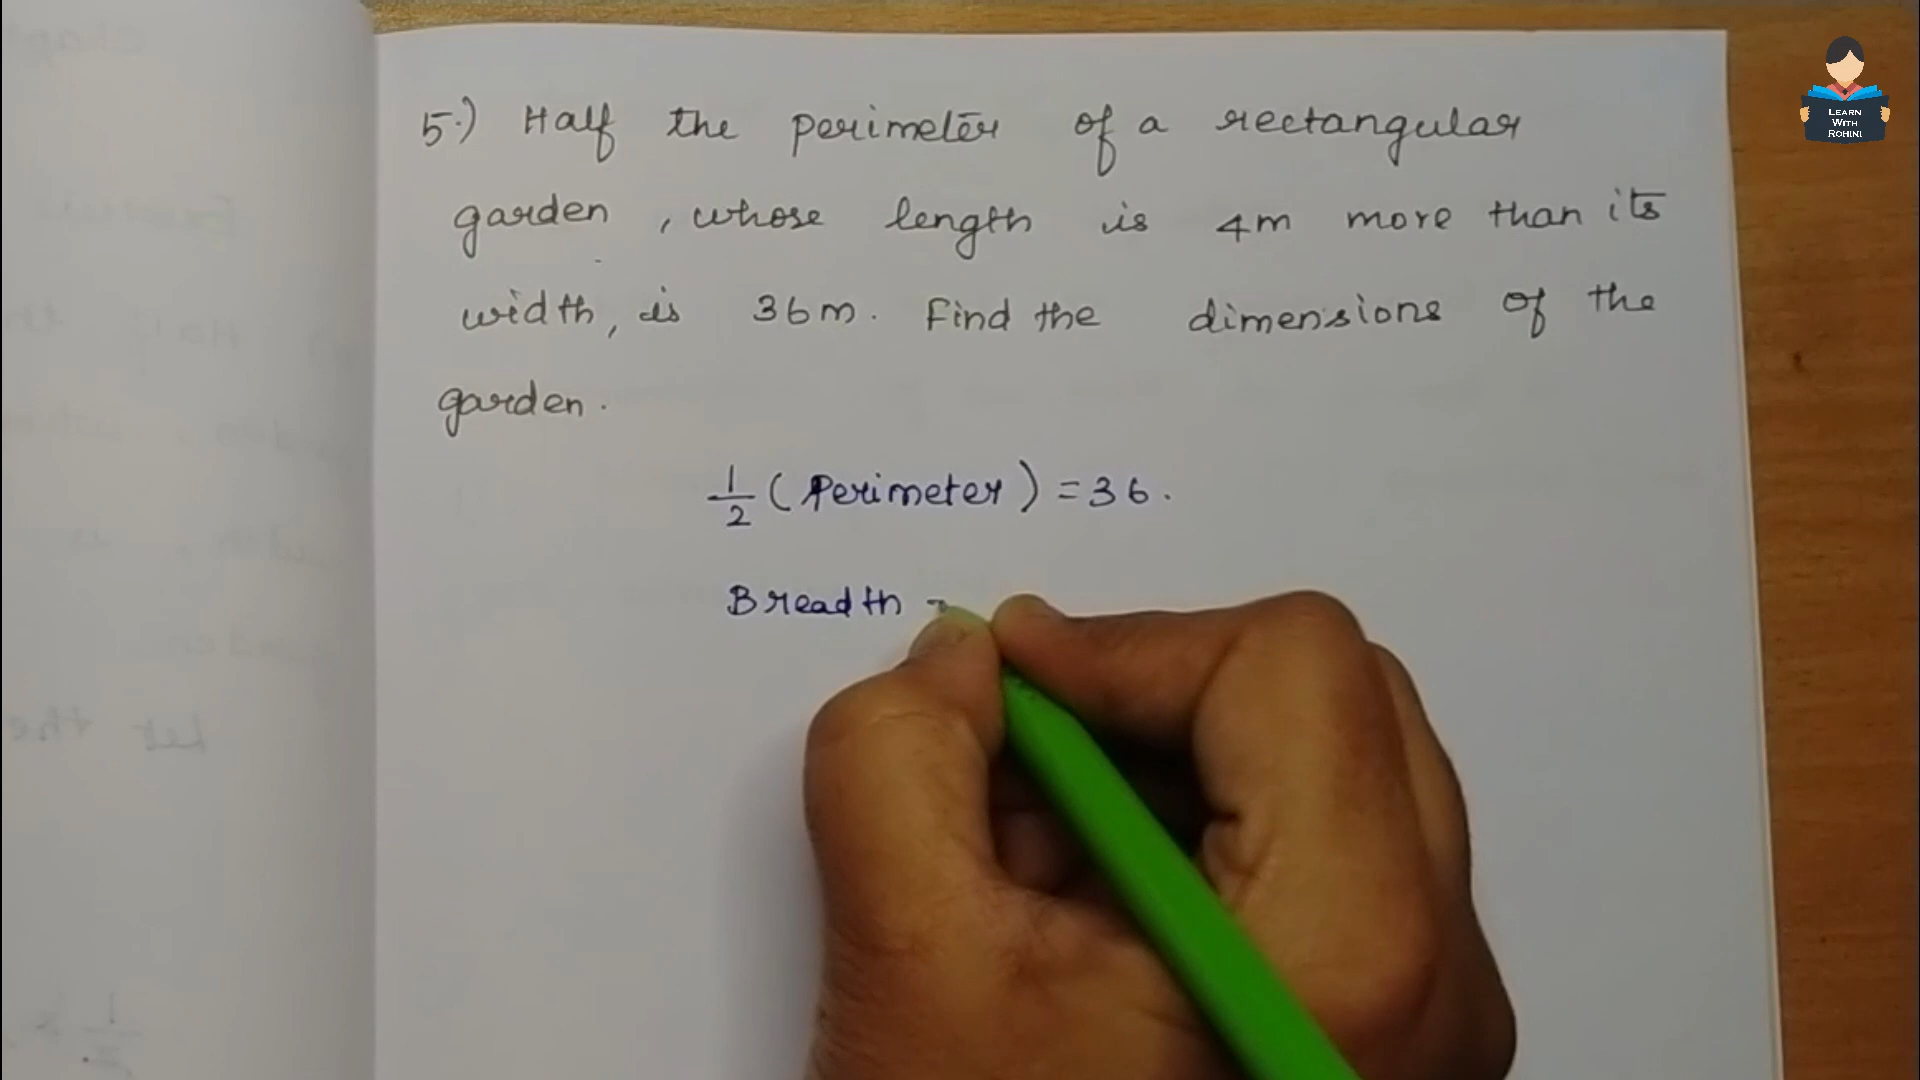 5.) Half the perimeter of a rectangular
garden, whose length is 4m more than its
width, is 36m. Find the dimensions of the
garden.
1/2 (Perimeter) = 36.
Breadth
LEARN
WITH
ROHINI